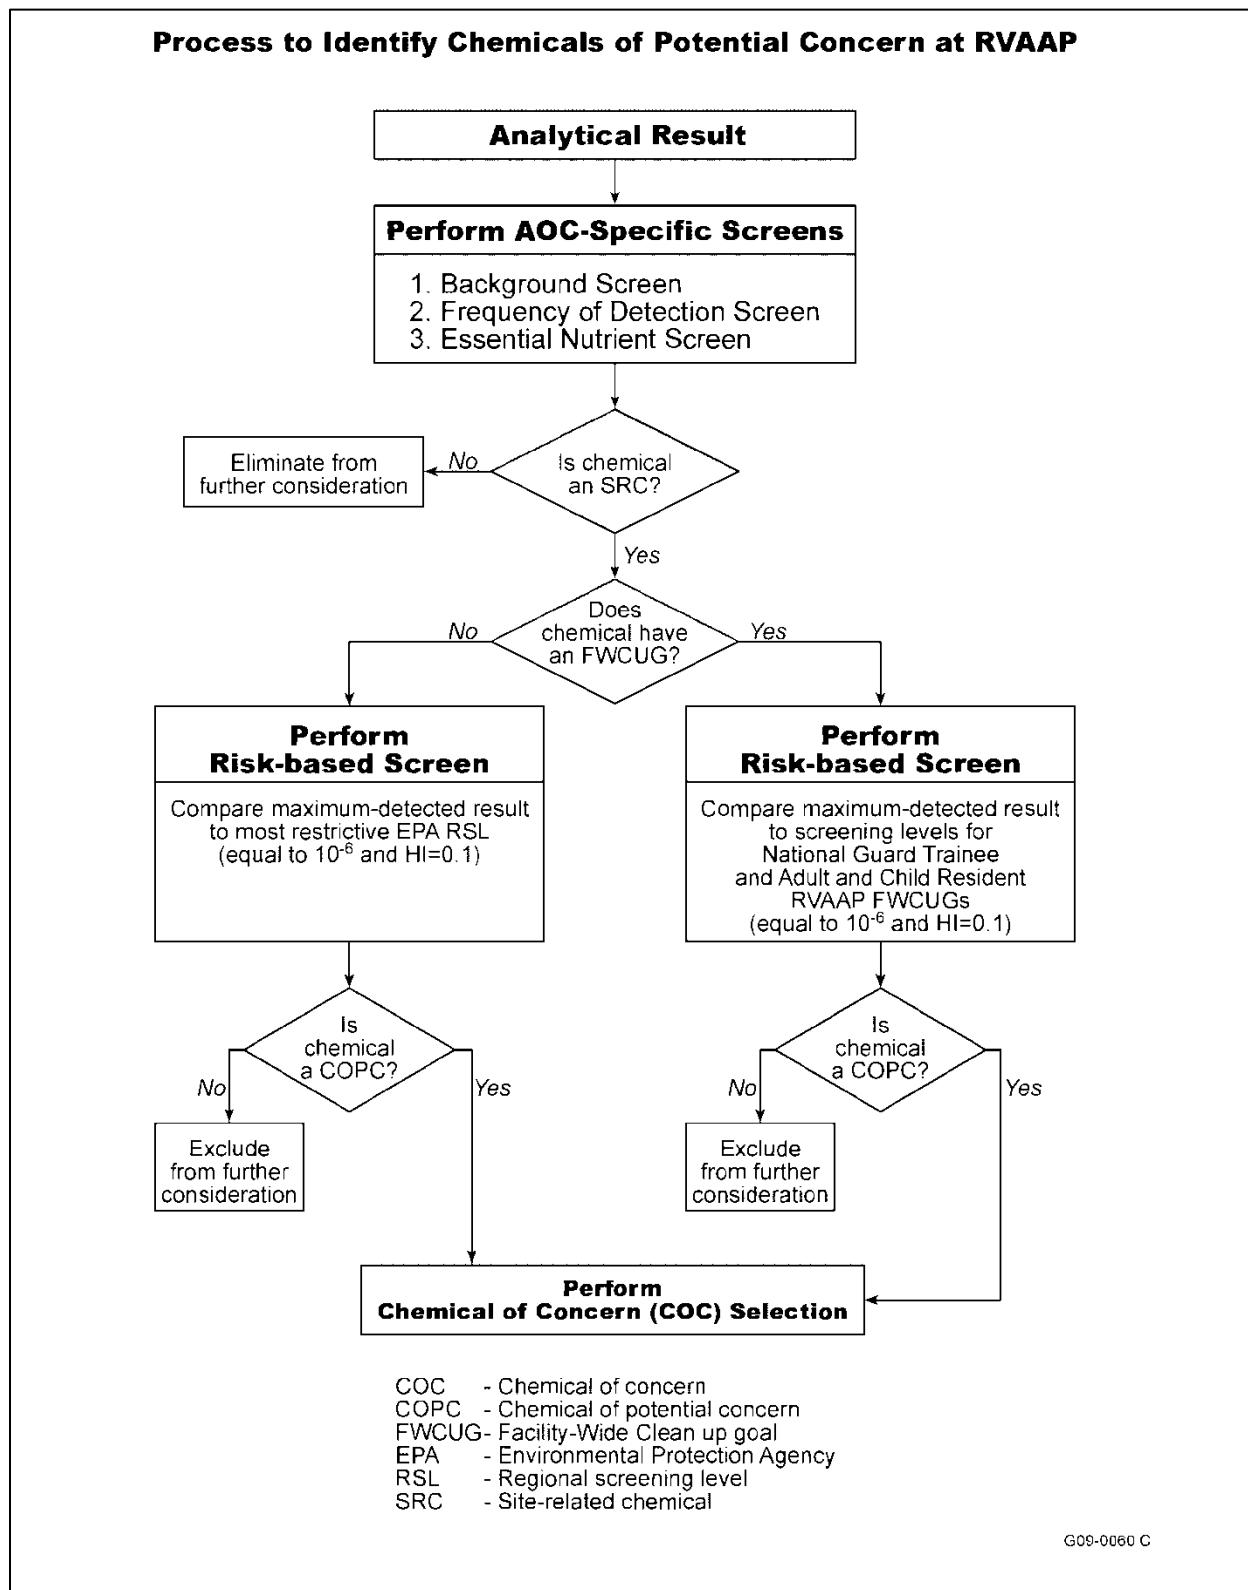 Process to Identify Chemicals of Potential Concern at RVAAP
Analytical Result
Perform AOC-Specific Screens
1. Background Screen
2. Frequency of Detection Screen
3. Essential Nutrient Screen
Is chemical
an SRC?
No
Eliminate from
further consideration
Yes
Does
chemical have
an FWCUG?
No
Yes
Perform
Risk-based Screen
Compare maximum-detected result
to most restrictive EPA RSL
(equal to 10⁻⁶ and HI=0.1)
Perform
Risk-based Screen
Compare maximum-detected result
to screening levels for
National Guard Trainee
and Adult and Child Resident
RVAAP FWCUGs
(equal to 10⁻⁶ and HI=0.1)
Is
chemical
a COPC?
No
Yes
Exclude
from further
consideration
Is
chemical
a COPC?
No
Yes
Exclude
from further
consideration
Perform
Chemical of Concern (COC) Selection
COC - Chemical of concern
COPC - Chemical of potential concern
FWCUG- Facility-Wide Clean up goal
EPA - Environmental Protection Agency
RSL - Regional screening level
SRC - Site-related chemical
G09-0060 C